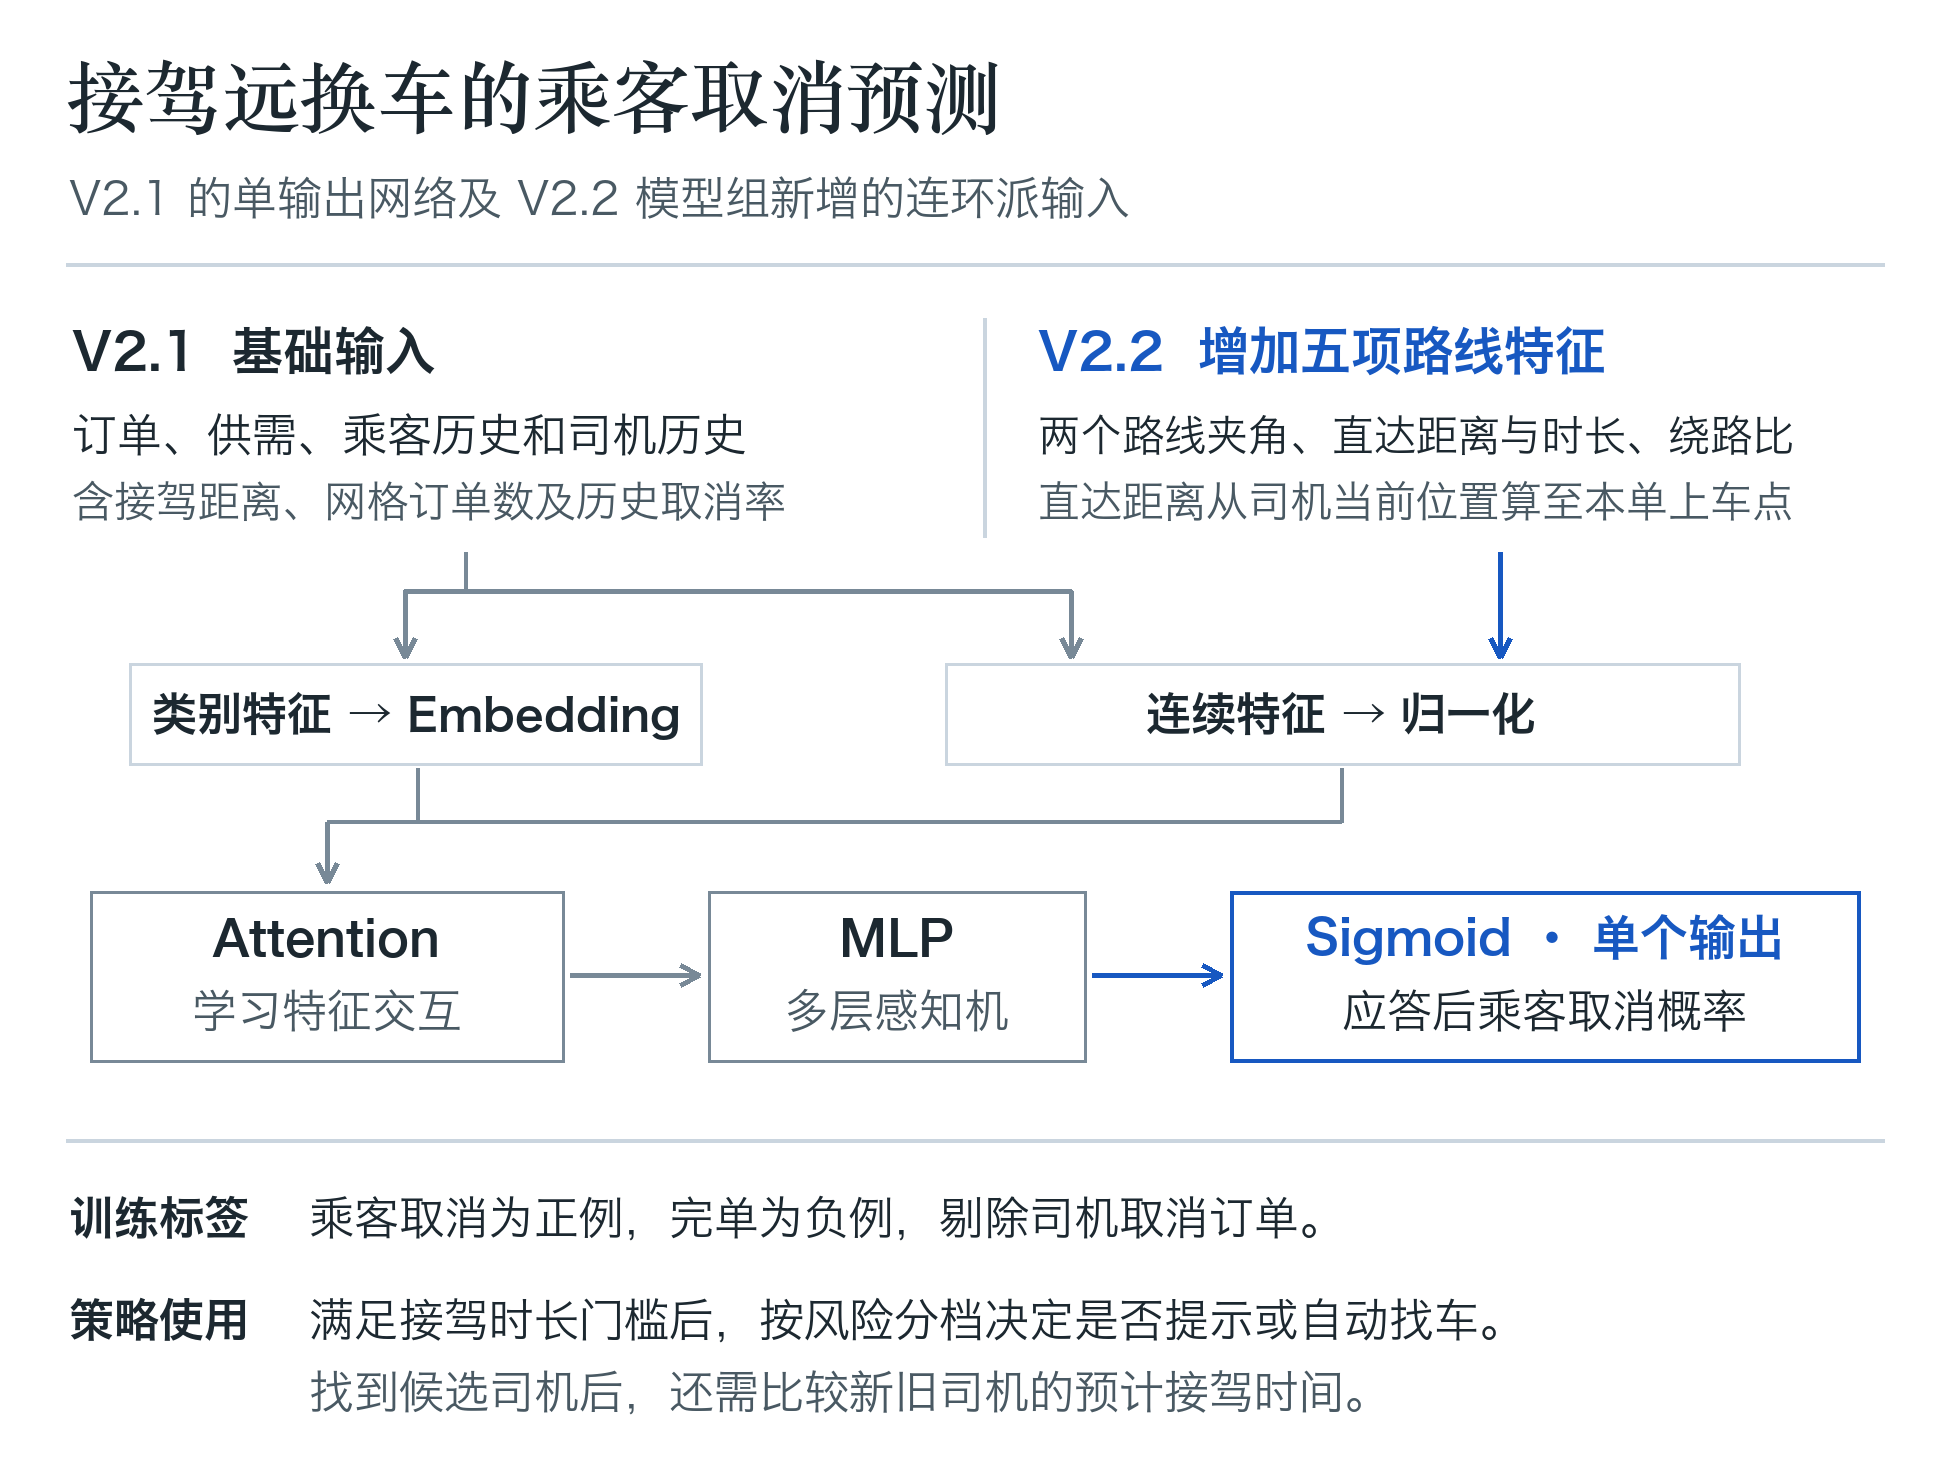 接驾远换车的乘客取消预测
V2.1 的单输出网络及 V2.2 模型组新增的连环派输入
V2.1 基础输入
订单、供需、乘客历史和司机历史
含接驾距离、网格订单数及历史取消率
V2.2 增加五项路线特征
两个路线夹角、直达距离与时长、绕路比
直达距离从司机当前位置算至本单上车点
类别特征 → Embedding
连续特征 → 归一化
Attention
学习特征交互
MLP
多层感知机
Sigmoid · 单个输出
应答后乘客取消概率
训练标签 乘客取消为正例，完单为负例，剔除司机取消订单。
策略使用 满足接驾时长门槛后，按风险分档决定是否提示或自动找车。
找到候选司机后，还需比较新旧司机的预计接驾时间。